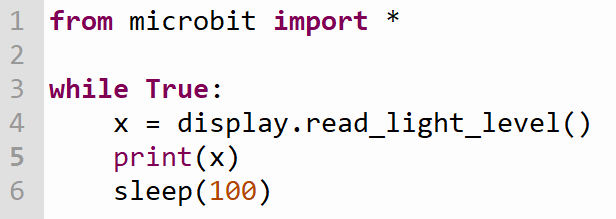 1 from microbit import *
2
3 while True:
4     x = display.read_light_level()
5     print(x)
6     sleep(100)